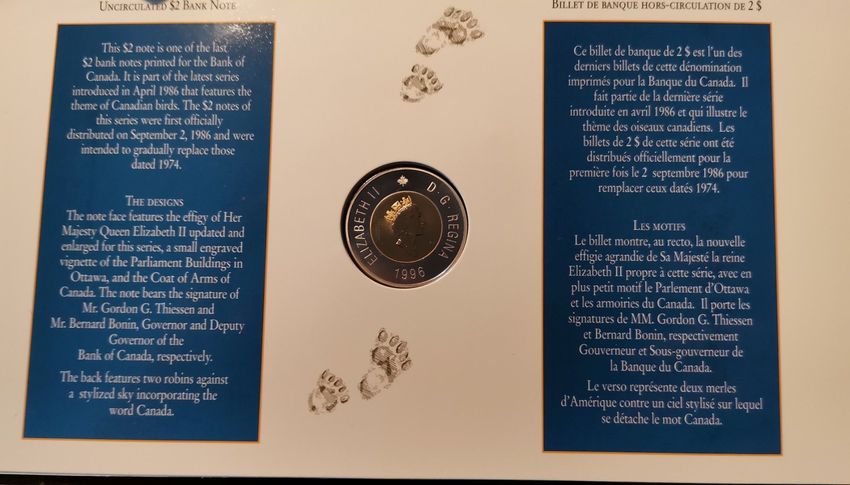 Uncirculated $2 Bank Note
This $2 note is one of the last
$2 bank notes printed for the Bank of
Canada. It is part of the latest series
introduced in April 1986 that features the
theme of Canadian birds. The $2 notes of
this series were first officially
distributed on September 2, 1986 and were
intended to gradually replace those
dated 1974.
The designs
The note face features the effigy of Her
Majesty Queen Elizabeth II updated and
enlarged for this series, a small engraved
vignette of the Parliament Buildings in
Ottawa, and the Coat of Arms of
Canada. The note bears the signature of
Mr. Gordon G. Thiessen and
Mr. Bernard Bonin, Governor and Deputy
Governor of the
Bank of Canada, respectively.
The back features two robins against
a stylized sky incorporating the
word Canada.
ELIZABETH II D·G·REGINA
1996
Billet de banque hors-circulation de 2 $
Ce billet de banque de 2 $ est l'un des
derniers billets de cette dénomination
imprimés pour la Banque du Canada. Il
fait partie de la dernière série
introduite en avril 1986 et qui illustre le
thème des oiseaux canadiens. Les
billets de 2 $ de cette série ont été
distribués officiellement pour la
première fois le 2 septembre 1986 pour
remplacer ceux datés 1974.
Les motifs
Le billet montre, au recto, la nouvelle
effigie agrandie de Sa Majesté la reine
Elizabeth II propre à cette série, avec en
plus petit motif le Parlement d'Ottawa
et les armoiries du Canada. Il porte les
signatures de MM. Gordon G. Thiessen
et Bernard Bonin, respectivement
Gouverneur et Sous-gouverneur de
la Banque du Canada.
Le verso représente deux merles
d'Amérique contre un ciel stylisé sur lequel
se détache le mot Canada.